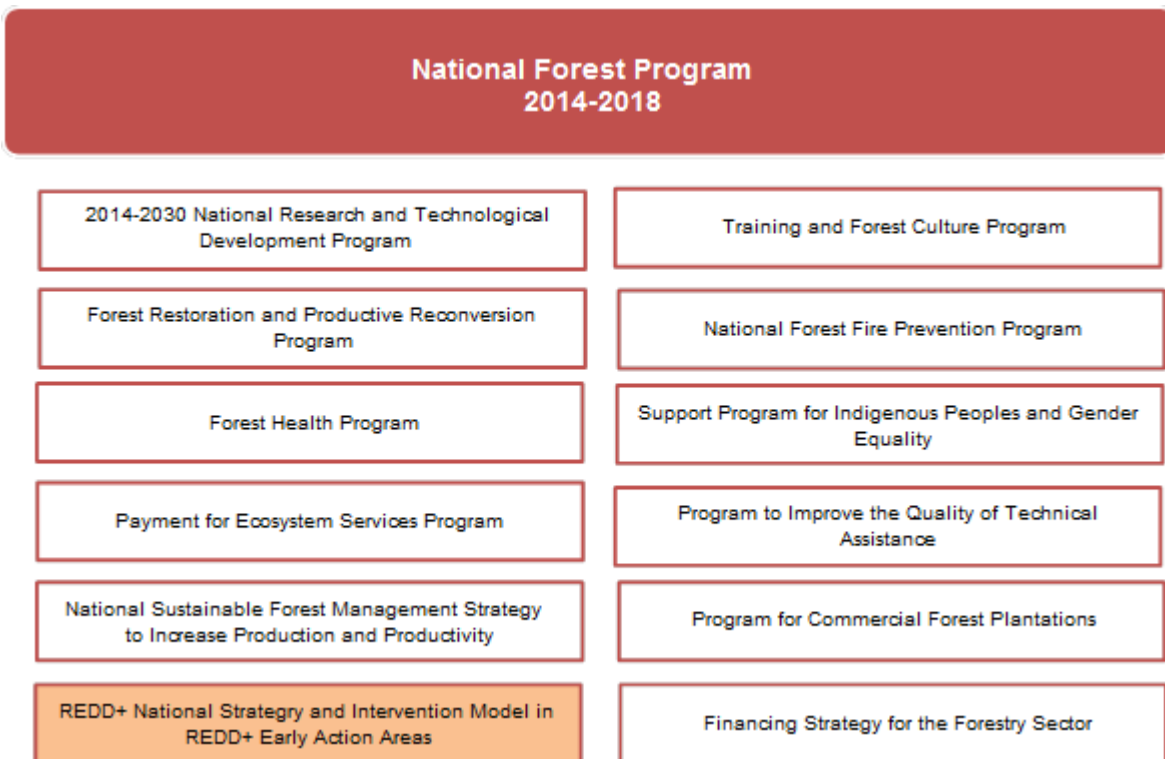 National Forest Program
2014-2018
2014-2030 National Research and Technological
Development Program
Training and Forest Culture Program
Forest Restoration and Productive Reconversion
Program
National Forest Fire Prevention Program
Forest Health Program
Support Program for Indigenous Peoples and Gender
Equality
Payment for Ecosystem Services Program
Program to Improve the Quality of Technical
Assistance
National Sustainable Forest Management Strategy
to Increase Production and Productivity
Program for Commercial Forest Plantations
REDD+ National Strategry and Intervention Model in
REDD+ Early Action Areas
Financing Strategy for the Forestry Sector